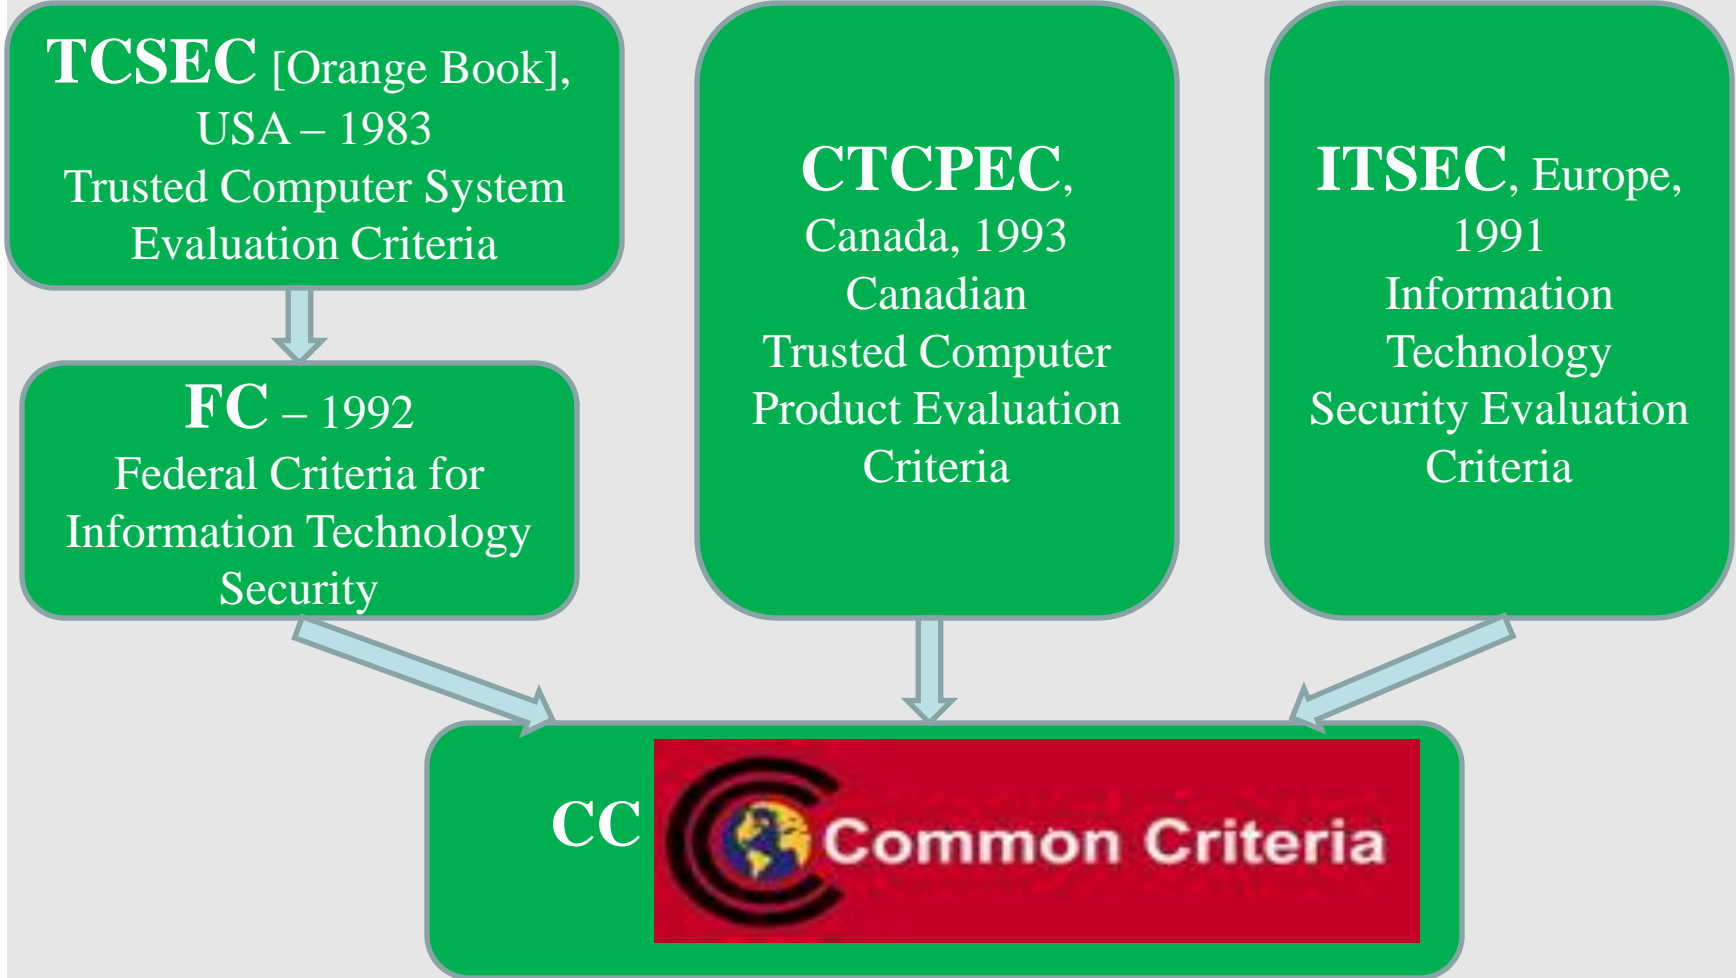 TCSEC [Orange Book],
USA – 1983
Trusted Computer System
Evaluation Criteria
FC – 1992
Federal Criteria for
Information Technology
Security
CTCPEC,
Canada, 1993
Canadian
Trusted Computer
Product Evaluation
Criteria
ITSEC, Europe,
1991
Information
Technology
Security Evaluation
Criteria
CC
Common Criteria